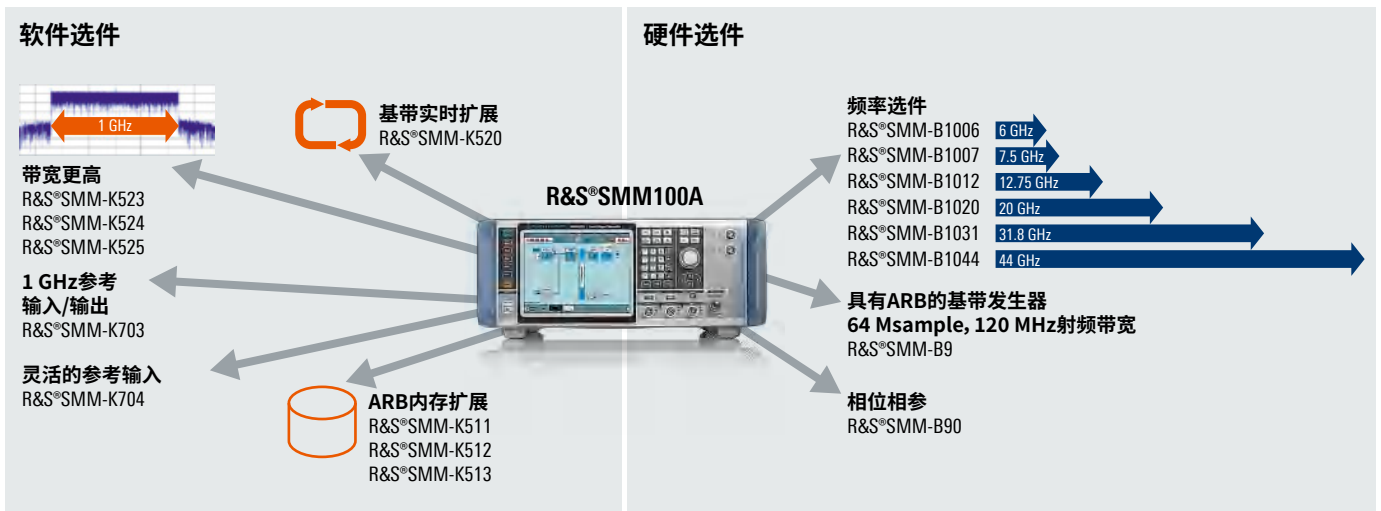 软件选件
1 GHz
带宽更高
R&S®SMM-K523
R&S®SMM-K524
R&S®SMM-K525
1 GHz参考
输入/输出
R&S®SMM-K703
灵活的参考输入
R&S®SMM-K704
基带实时扩展
R&S®SMM-K520
ARB内存扩展
R&S®SMM-K511
R&S®SMM-K512
R&S®SMM-K513
R&S®SMM100A
硬件选件
频率选件
R&S®SMM-B1006 6 GHz
R&S®SMM-B1007 7.5 GHz
R&S®SMM-B1012 12.75 GHz
R&S®SMM-B1020 20 GHz
R&S®SMM-B1031 31.8 GHz
R&S®SMM-B1044 44 GHz
具有ARB的基带发生器
64 Msample, 120 MHz射频带宽
R&S®SMM-B9
相位相参
R&S®SMM-B90